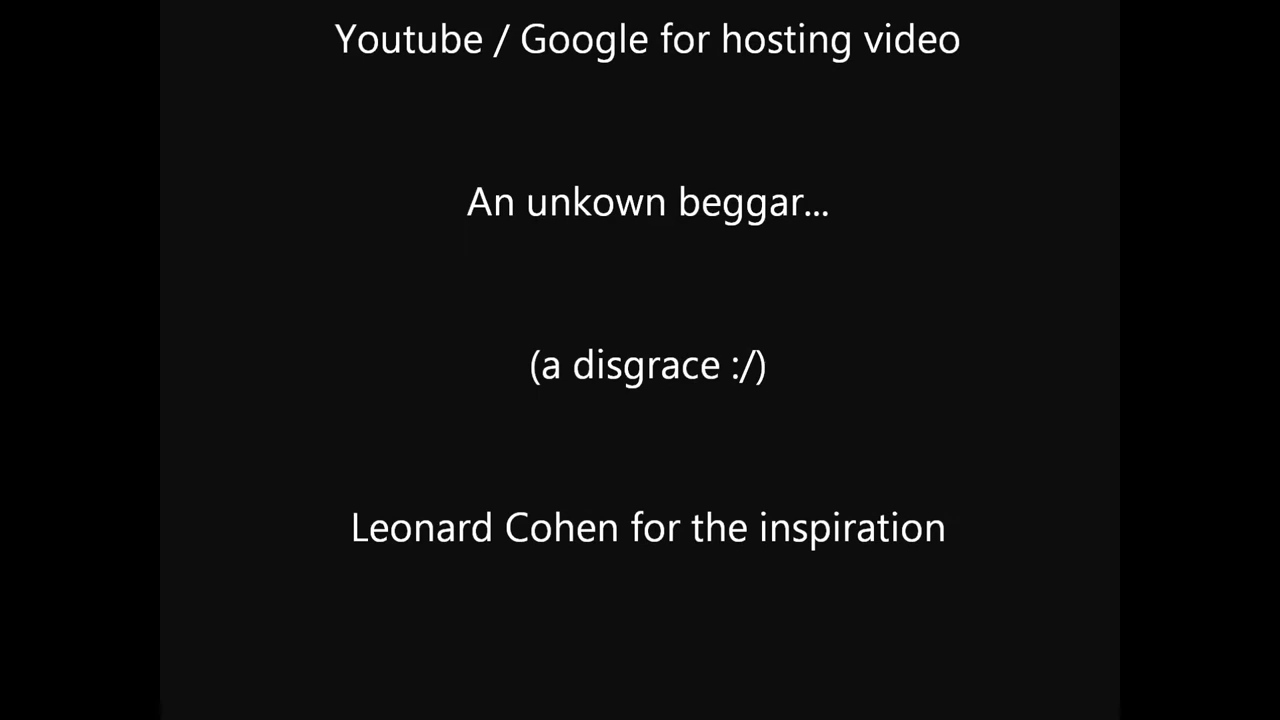 Youtube / Google for hosting video
An unkown beggar...
(a disgrace :/)
Leonard Cohen for the inspiration